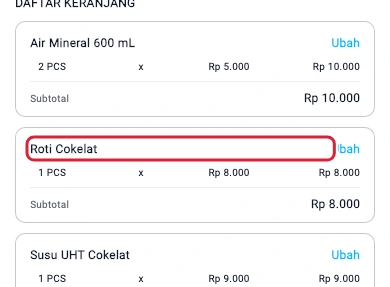 DAFTAR KERANJANG
Air Mineral 600 mL Ubah
2 PCS x Rp 5.000 Rp 10.000
Subtotal Rp 10.000
Roti Cokelat bah
1 PCS x Rp 8.000 Rp 8.000
Subtotal Rp 8.000
Susu UHT Cokelat Ubah
1 PCS x Rp 9.000 Rp 9.000